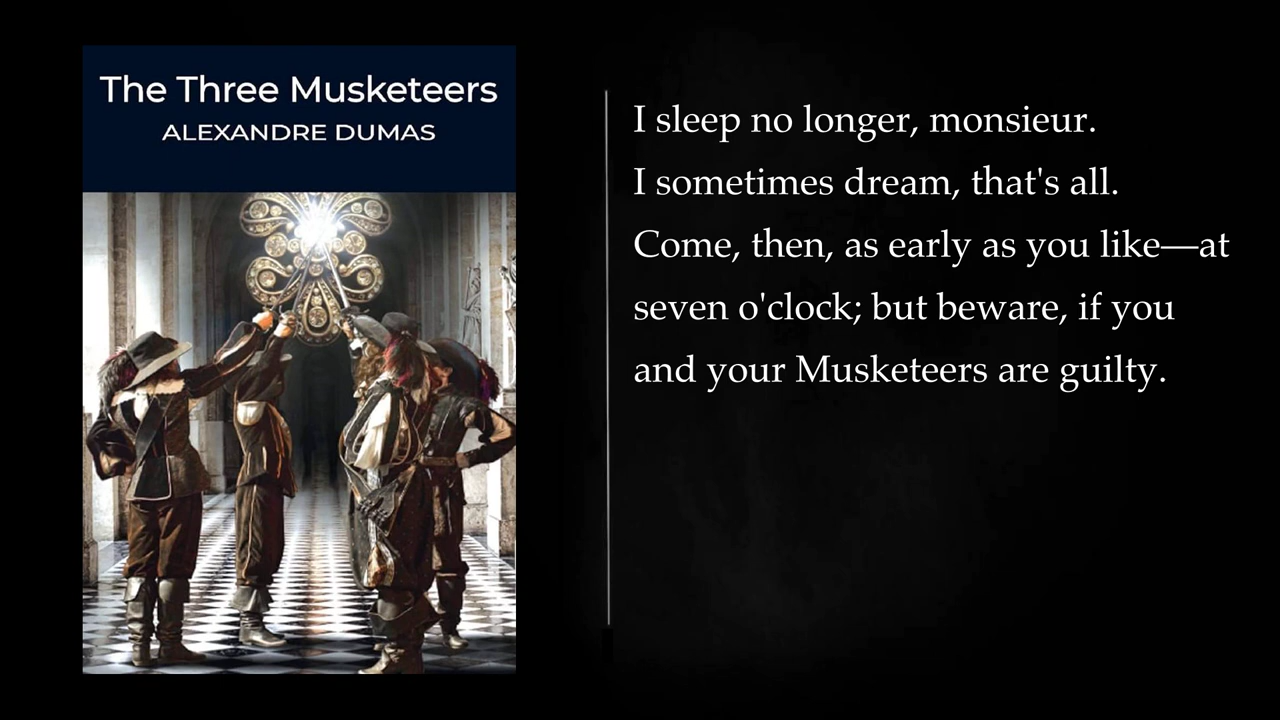 The Three Musketeers
ALEXANDRE DUMAS
I sleep no longer, monsieur.
I sometimes dream, that's all.
Come, then, as early as you like—at
seven o'clock; but beware, if you
and your Musketeers are guilty.